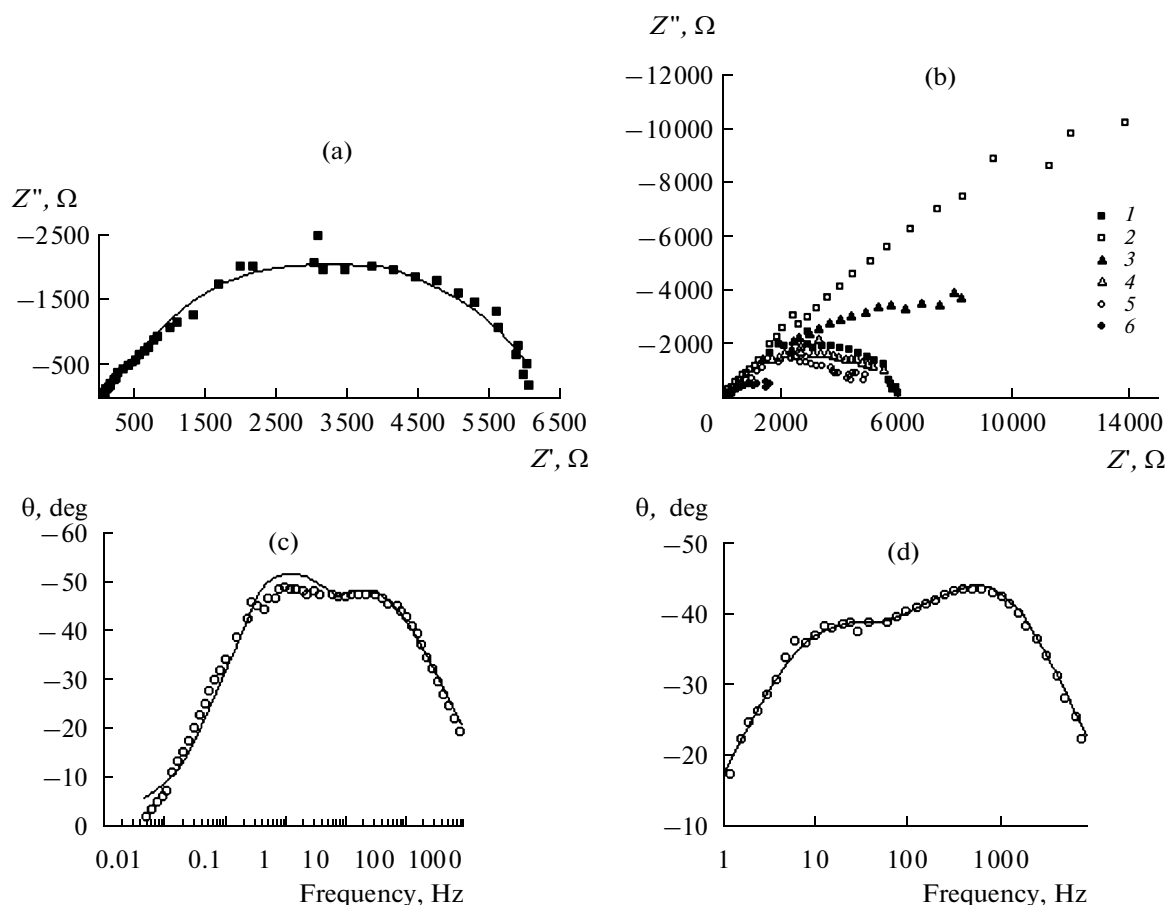 Z'', Ω
−12000
(b)
−10000
(a)
−8000
Z'', Ω
−2500
1
−6000
2
3
−1500
−4000
4
5
−500
−2000
6
500 1500 2500 3500 4500 5500 6500
0 2000 6000 10000 14000
Z', Ω
Z', Ω
θ, deg
θ, deg
−60
−50
(c)
(d)
−50
−40
−40
−30
−30
−20
−20
−10
0
−10
0.01 0.1 1 10 100 1000
1 10 100 1000
Frequency, Hz
Frequency, Hz